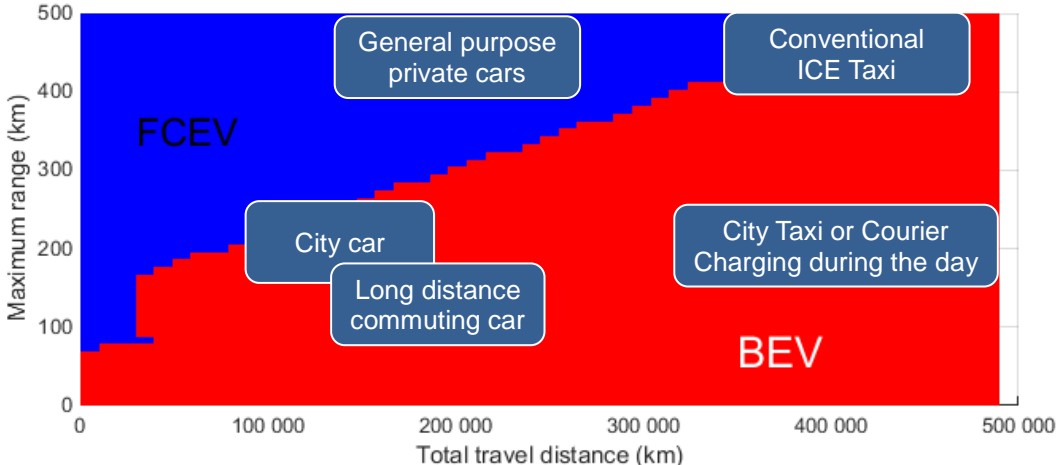 500
400
300
200
100
0
Maximum range (km)
General purpose
private cars
Conventional
ICE Taxi
FCEV
City car
City Taxi or Courier
Charging during the day
Long distance
commuting car
BEV
0
100 000
200 000
300 000
400 000
500 000
Total travel distance (km)